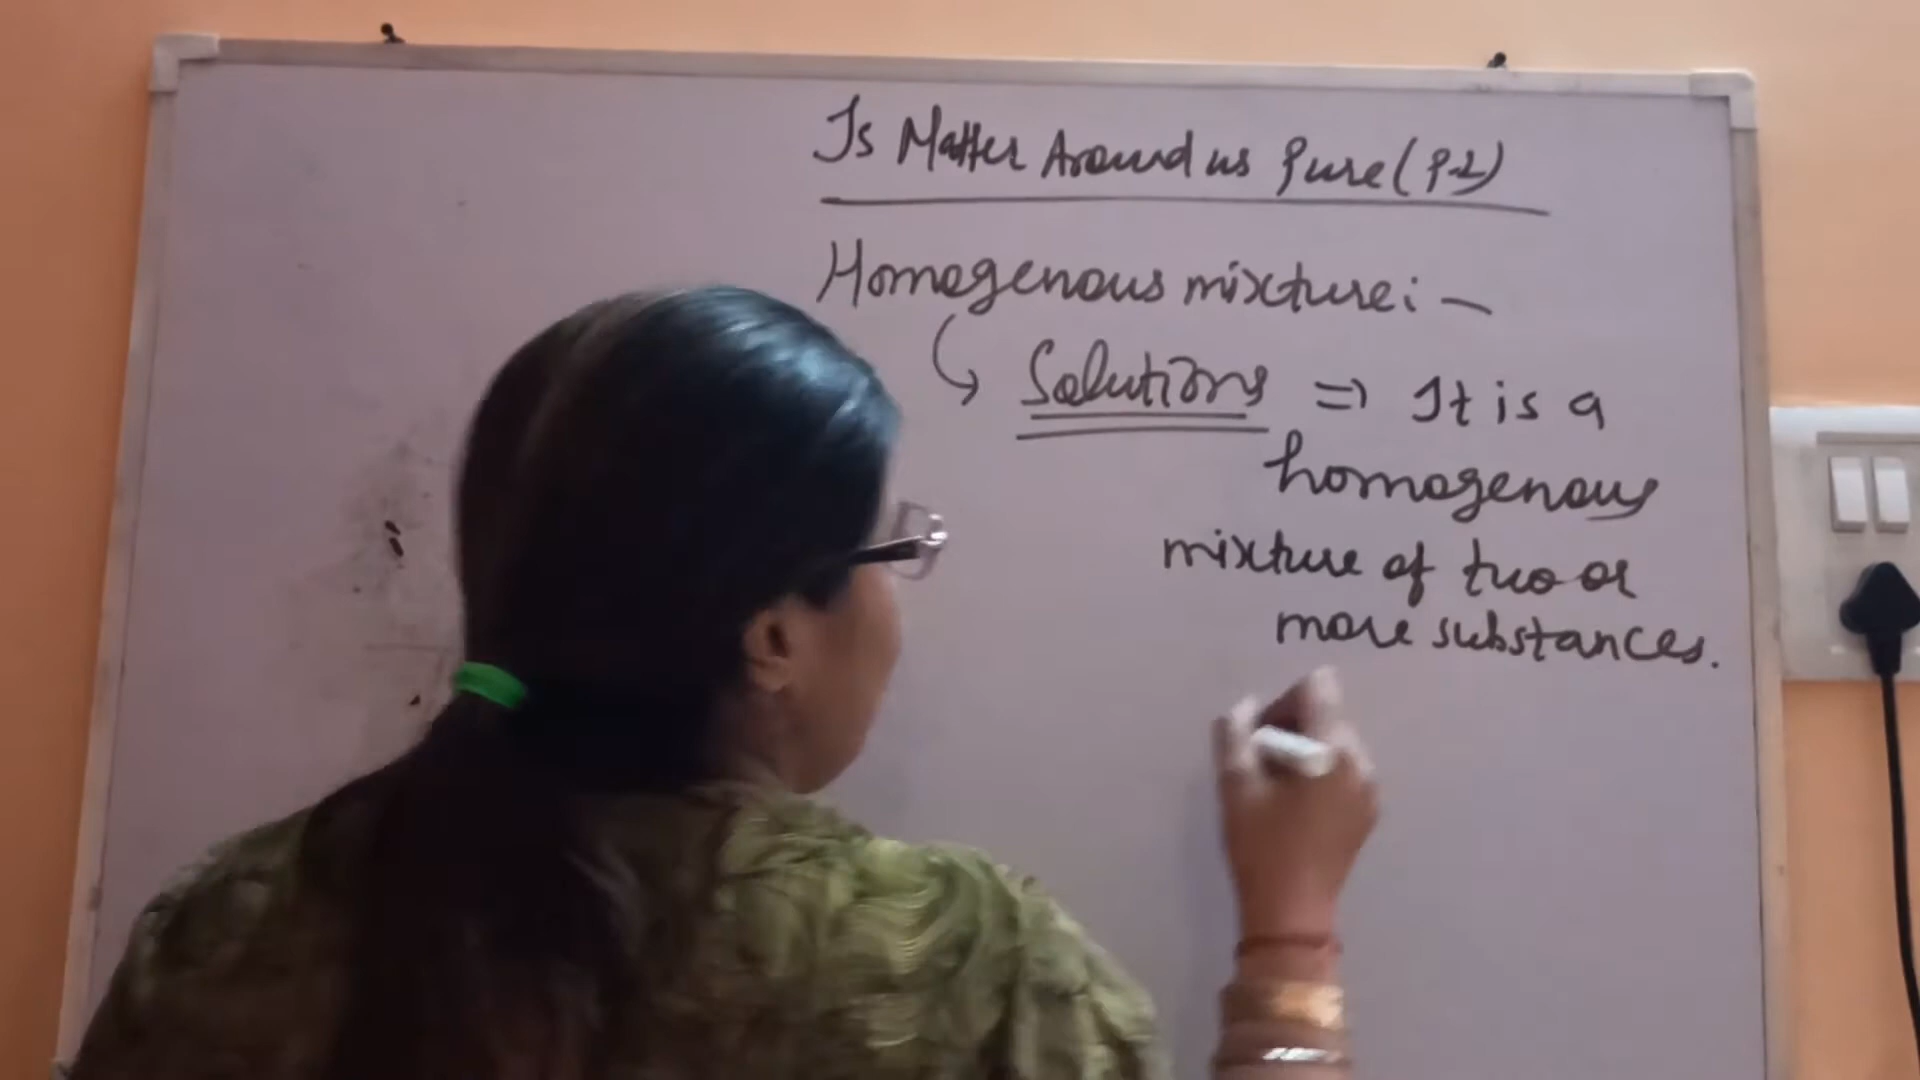 Is Matter Around us Pure (P-2)
Homogenous mixture : —
Solutions ⇒ It is a
homogenous
mixture of two or
more substances.